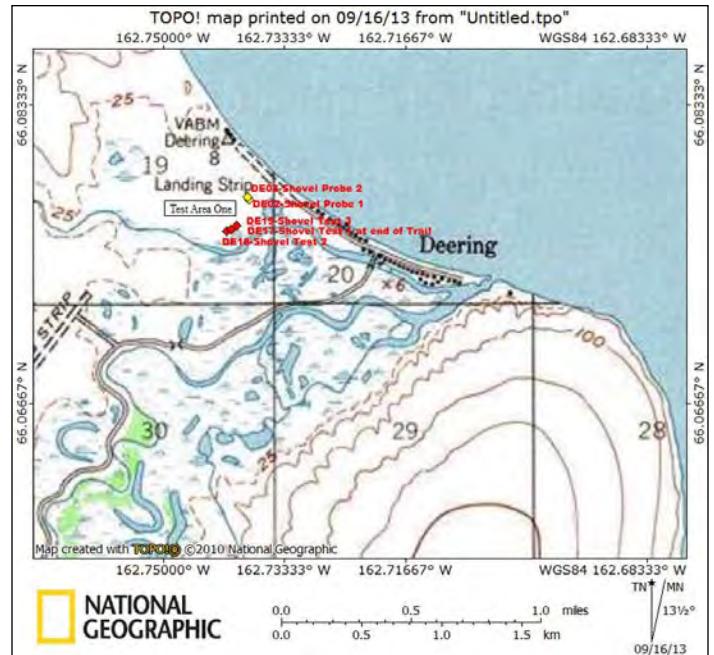 TOPO! map printed on 09/16/13 from "Untitled.tpo"
162.75000° W 162.73333° W 162.71667° W WGS84 162.68333° W
66.08333° N
66.08333° N
25
VABM
Deering
8
19
Landing Strip
DE03-Shovel Probe 2
DE02-Shovel Probe 1
Test Area One
DE19-Shovel Test 3
DE17-Shovel Test 1 at end of Trail
DE18-Shovel Test 2
25
Deering
20
×6
STRIP
100
66.06667° N
66.06667° N
30
29
28
25
Map created with TOPO!® ©2010 National Geographic
162.75000° W 162.73333° W 162.71667° W WGS84 162.68333° W
NATIONAL
GEOGRAPHIC
0.0 0.5 1.0 miles
0.0 0.5 1.0 1.5 km
TN MN
13½°
09/16/13